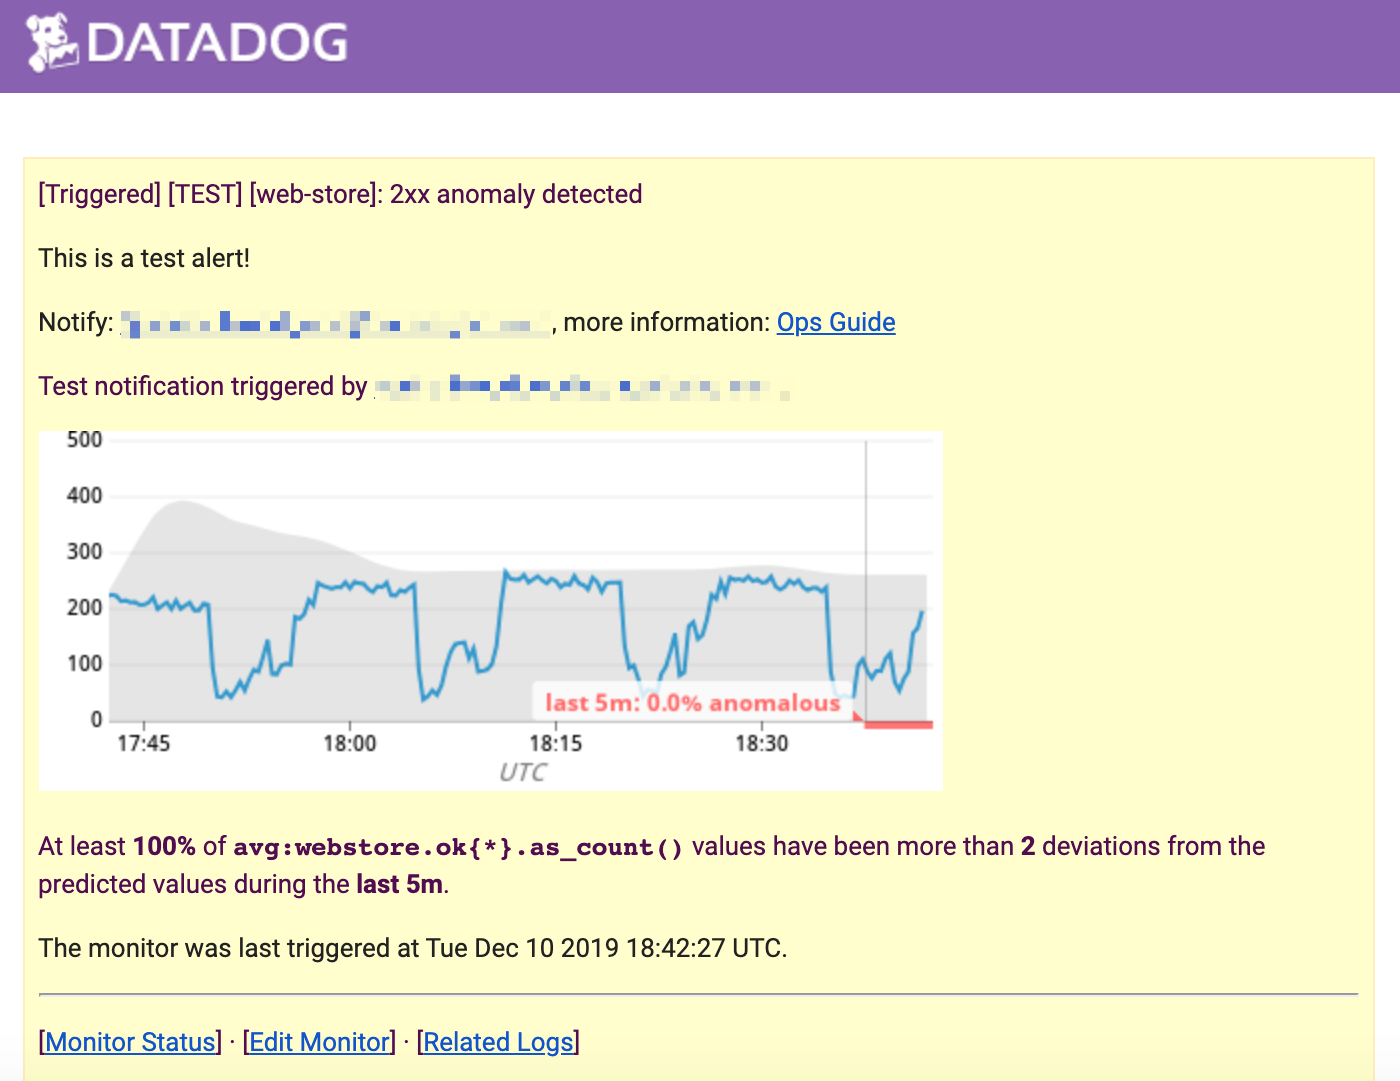 DATADOG
[Triggered] [TEST] [web-store]: 2xx anomaly detected
This is a test alert!
Notify: , more information: Ops Guide
Test notification triggered by
500
400
300
200
100
0
last 5m: 0.0% anomalous
17:45 18:00 18:15 18:30
UTC
At least 100% of avg:webstore.ok{*}.as_count() values have been more than 2 deviations from the
predicted values during the last 5m.
The monitor was last triggered at Tue Dec 10 2019 18:42:27 UTC.
[Monitor Status] · [Edit Monitor] · [Related Logs]